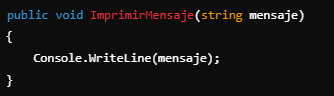 public void ImprimirMensaje(string mensaje)
{
    Console.WriteLine(mensaje);
}